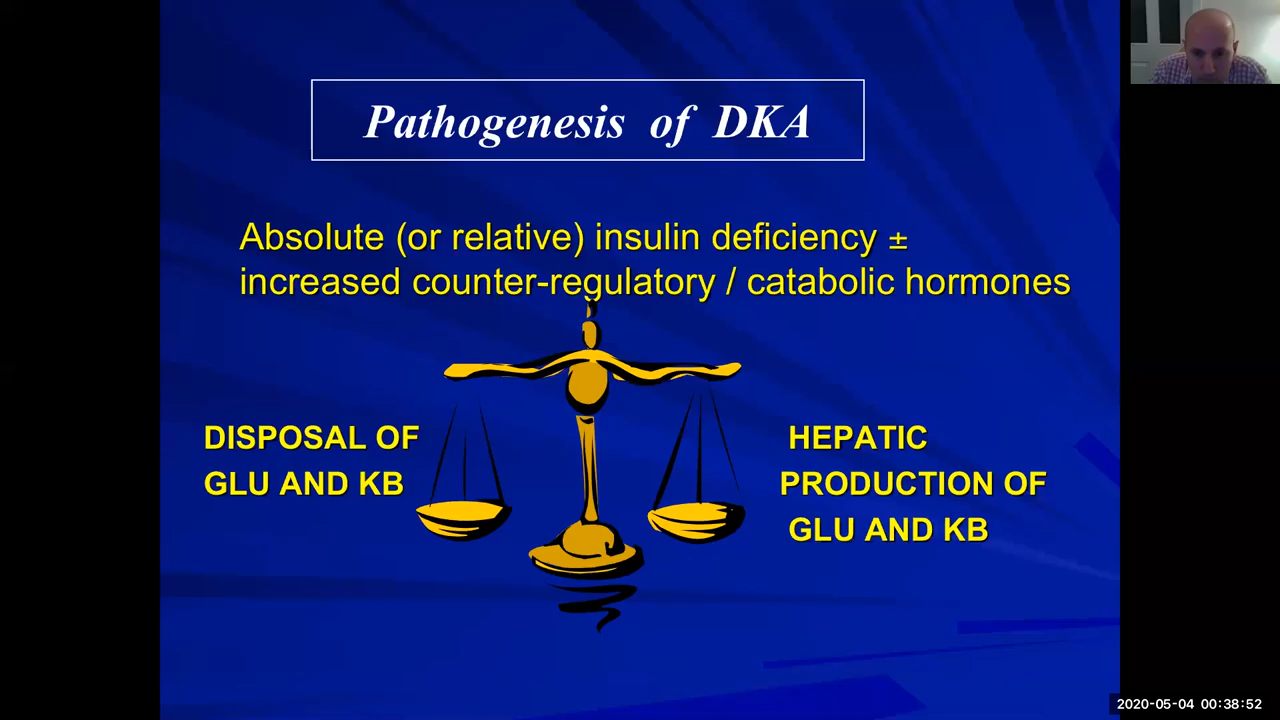 Pathogenesis of DKA
Absolute (or relative) insulin deficiency ±
increased counter-regulatory / catabolic hormones
DISPOSAL OF
GLU AND KB
HEPATIC
PRODUCTION OF
GLU AND KB
2020-05-04 00:38:52